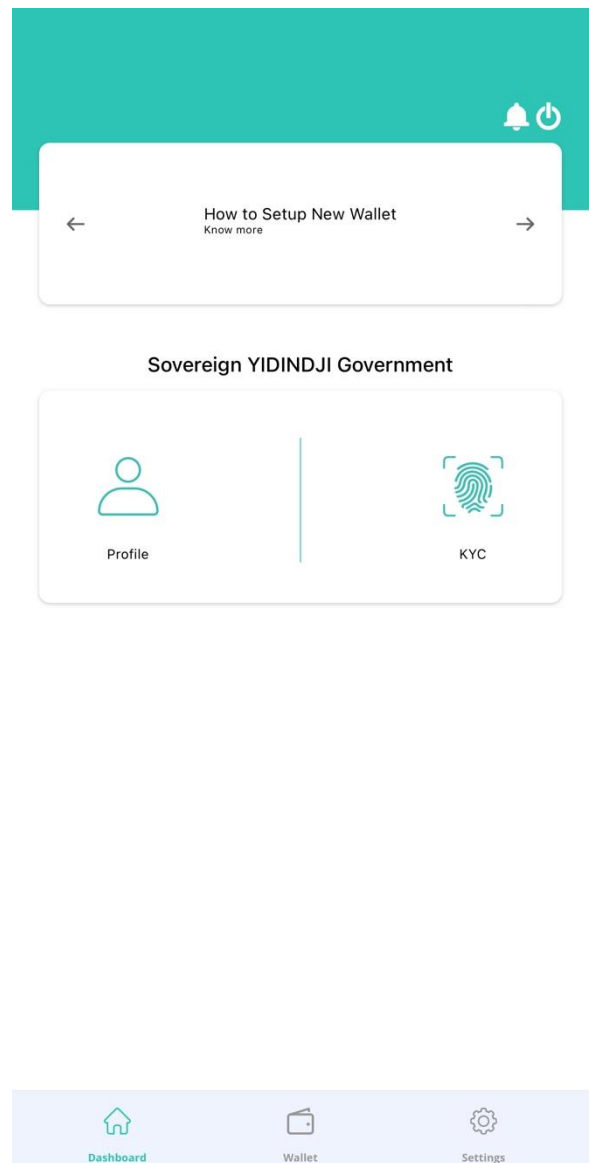 How to Setup New Wallet
Know more
Sovereign YIDINDJI Government
Profile
KYC
Dashboard
Wallet
Settings